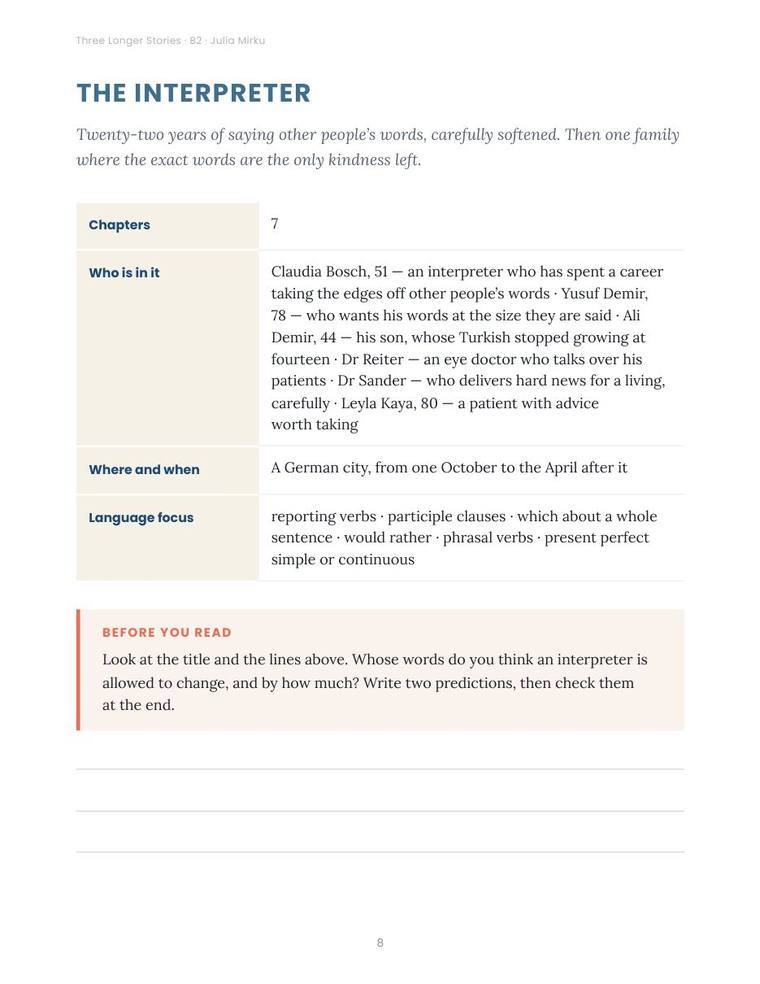 Three Longer Stories · B2 · Julia Mirku
THE INTERPRETER
Twenty-two years of saying other people's words, carefully softened. Then one family
where the exact words are the only kindness left.
Chapters
7
Who is in it
Claudia Bosch, 51 — an interpreter who has spent a career
taking the edges off other people's words · Yusuf Demir,
78 — who wants his words at the size they are said · Ali
Demir, 44 — his son, whose Turkish stopped growing at
fourteen · Dr Reiter — an eye doctor who talks over his
patients · Dr Sander — who delivers hard news for a living,
carefully · Leyla Kaya, 80 — a patient with advice
worth taking
Where and when
A German city, from one October to the April after it
Language focus
reporting verbs · participle clauses · which about a whole
sentence · would rather · phrasal verbs · present perfect
simple or continuous
BEFORE YOU READ
Look at the title and the lines above. Whose words do you think an interpreter is
allowed to change, and by how much? Write two predictions, then check them
at the end.
8